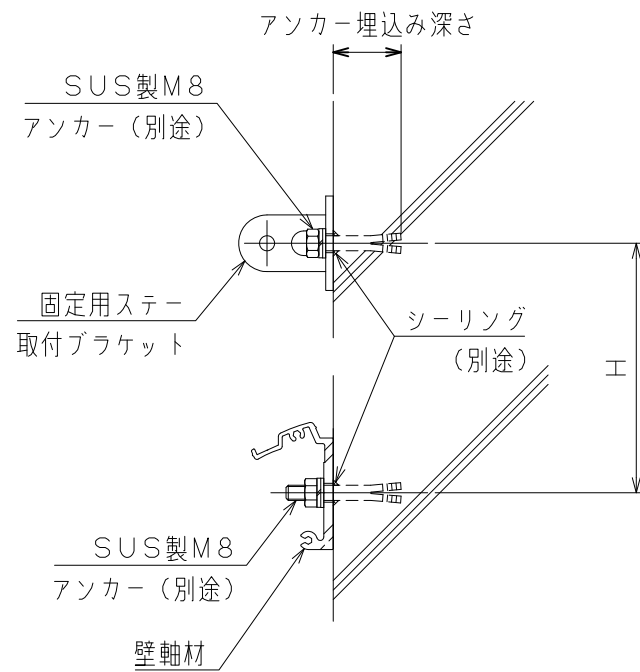 アンカー埋込み深さ
SUS製M8
アンカー（別途）
固定用ステー
取付ブラケット
シーリング
（別途）
H
SUS製M8
アンカー（別途）
壁軸材